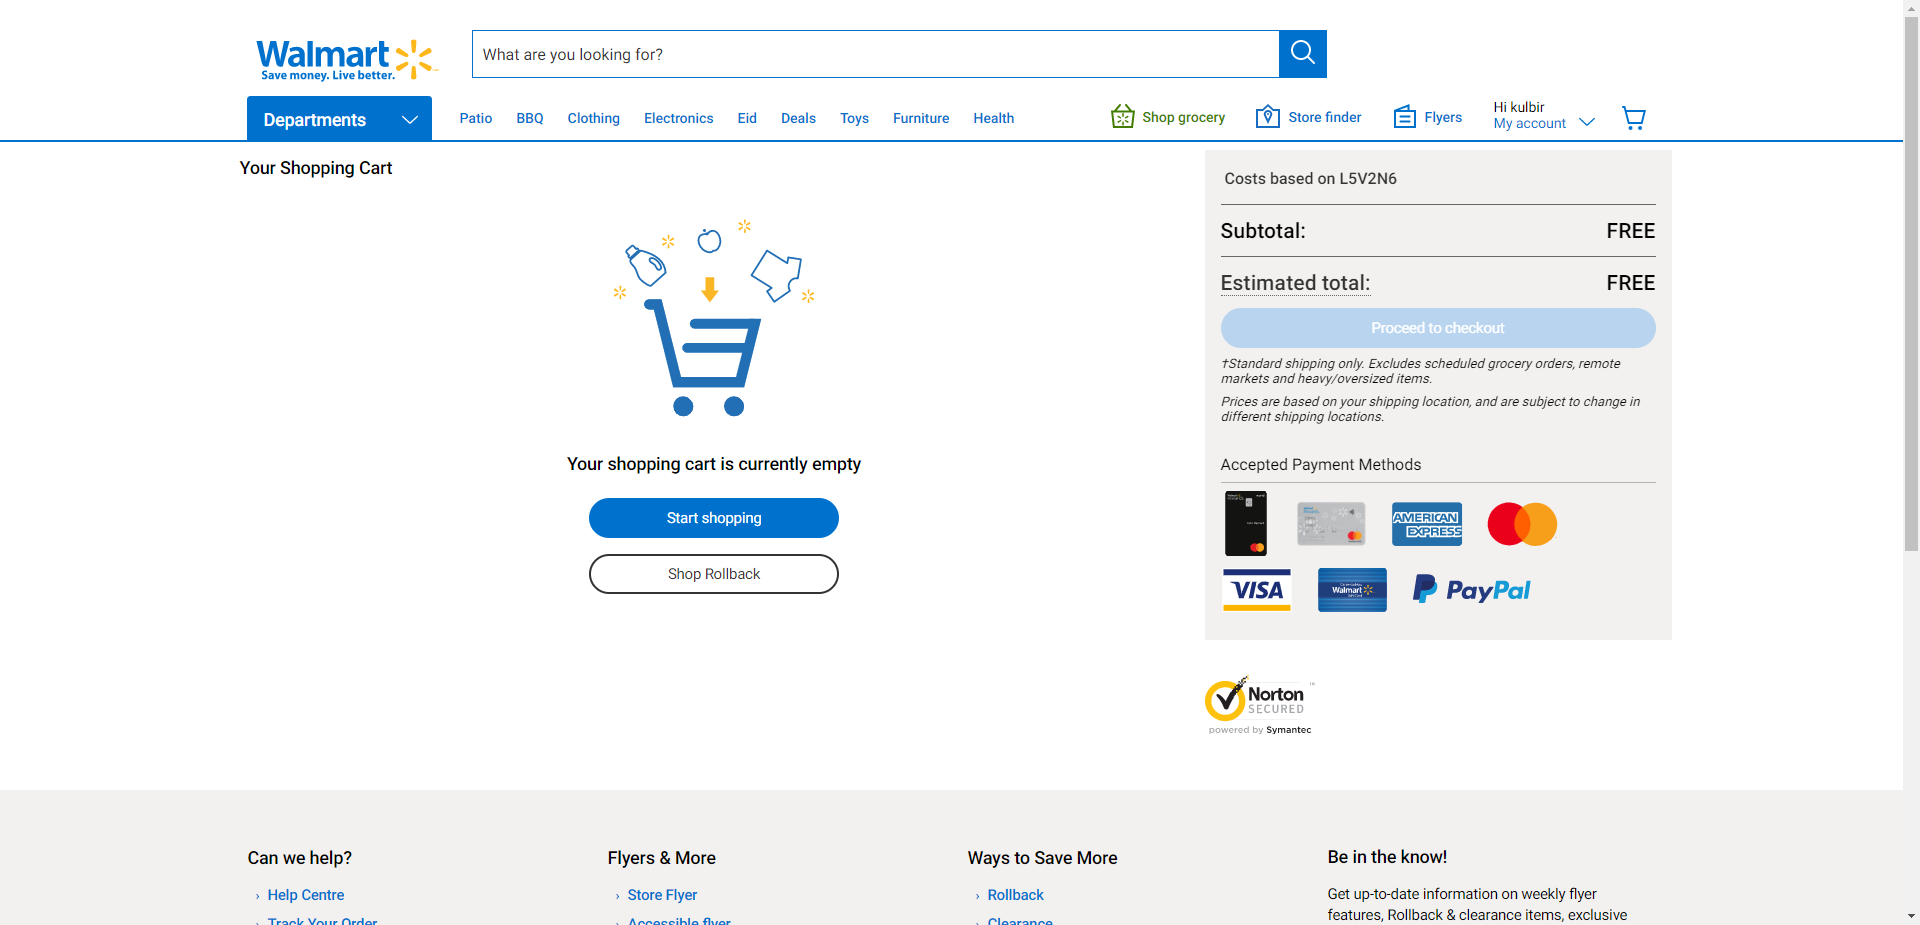 Walmart
Save money. Live better.
What are you looking for?
Departments
Patio
BBQ
Clothing
Electronics
Eid
Deals
Toys
Furniture
Health
Shop grocery
Store finder
Flyers
Hi kulbir
My account
Your Shopping Cart
Your shopping cart is currently empty
Start shopping
Shop Rollback
Costs based on L5V2N6
Subtotal: FREE
Estimated total: FREE
Proceed to checkout
†Standard shipping only. Excludes scheduled grocery orders, remote
markets and heavy/oversized items.
Prices are based on your shipping location, and are subject to change in
different shipping locations.
Accepted Payment Methods
AMERICAN
EXPRESS
VISA
Walmart
PayPal
Norton
SECURED
powered by Symantec
Can we help?
› Help Centre
› Track Your Order
Flyers & More
› Store Flyer
› Accessible flyer
Ways to Save More
› Rollback
› Clearance
Be in the know!
Get up-to-date information on weekly flyer
features, Rollback & clearance items, exclusive